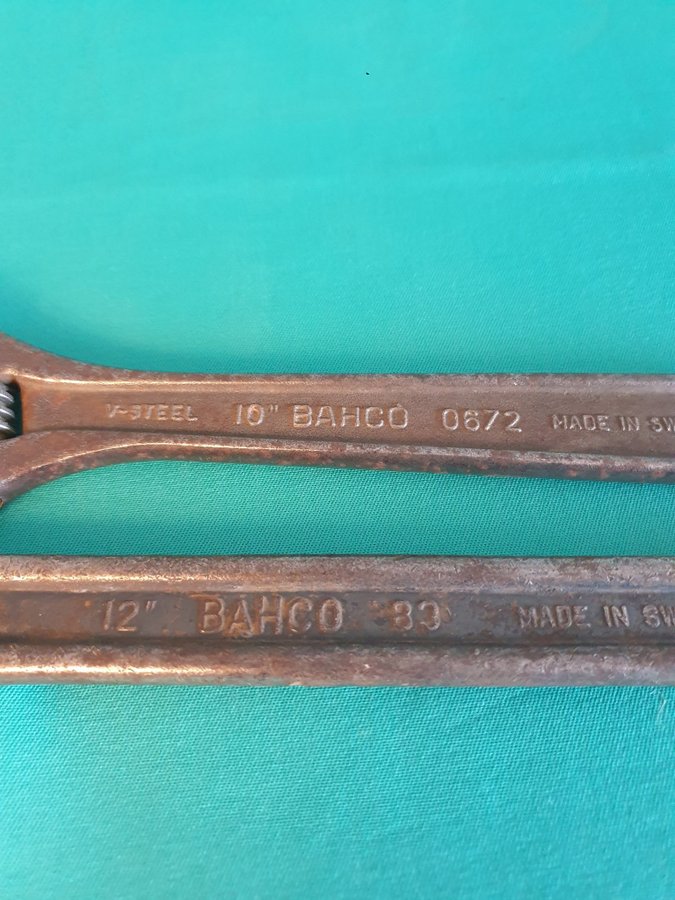 V-STEEL 10" BAHCO 0672 MADE IN SW
12" BAHCO 83 MADE IN SW